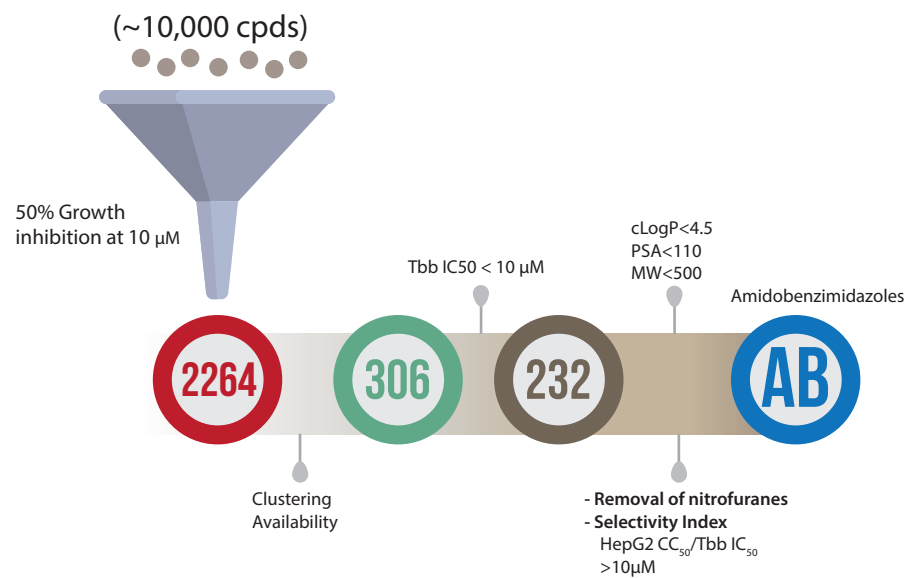 (~10,000 cpds)
50% Growth
inhibition at 10 µM
cLogP<4.5
PSA<110
MW<500
Tbb IC50 < 10 µM
Amidobenzimidazoles
2264
306
232
AB
Clustering
Availability
- Removal of nitrofuranes
- Selectivity Index
HepG2 CC50/Tbb IC50
>10µM